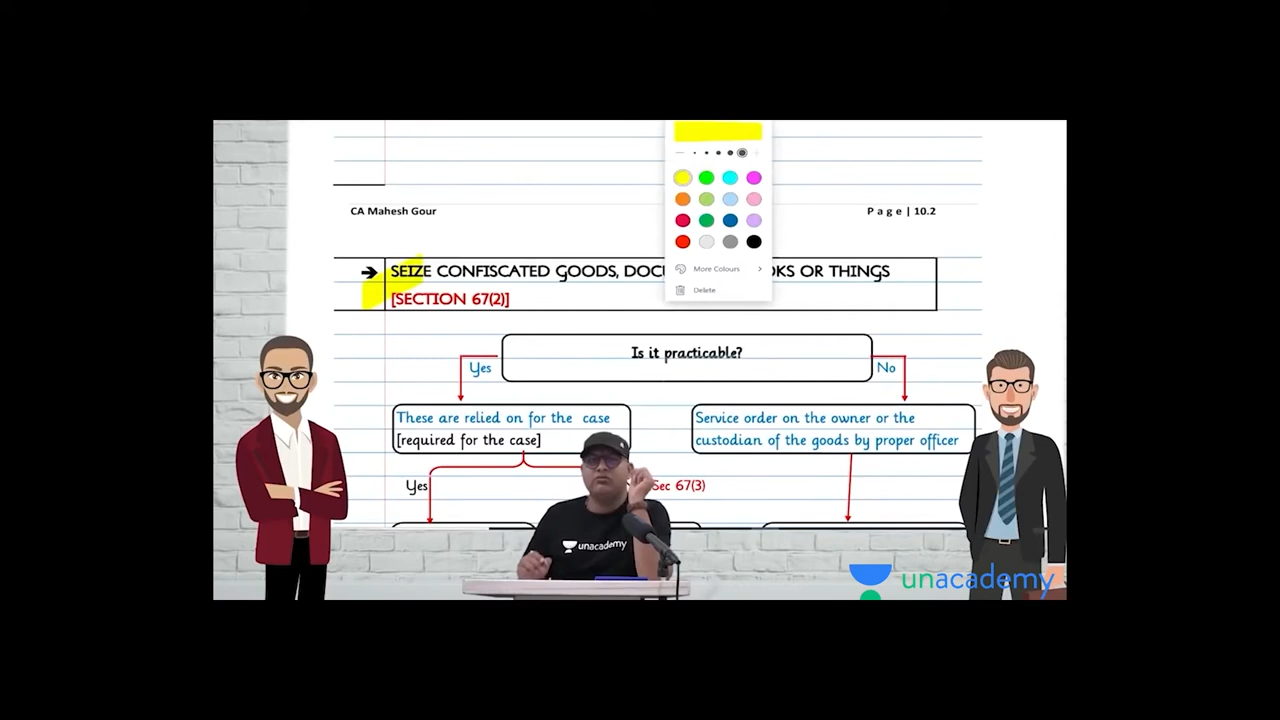 CA Mahesh Gour
Page | 10.2
More Colours
Delete
SEIZE CONFISCATED GOODS, OR THINGS
[SECTION 67(2)]
Is it practicable?
Yes
No
These are relied on for the case
[required for the case]
Service order on the owner or the
custodian of the goods by proper officer
Yes
Sec 67(3)
unacademy
unacademy